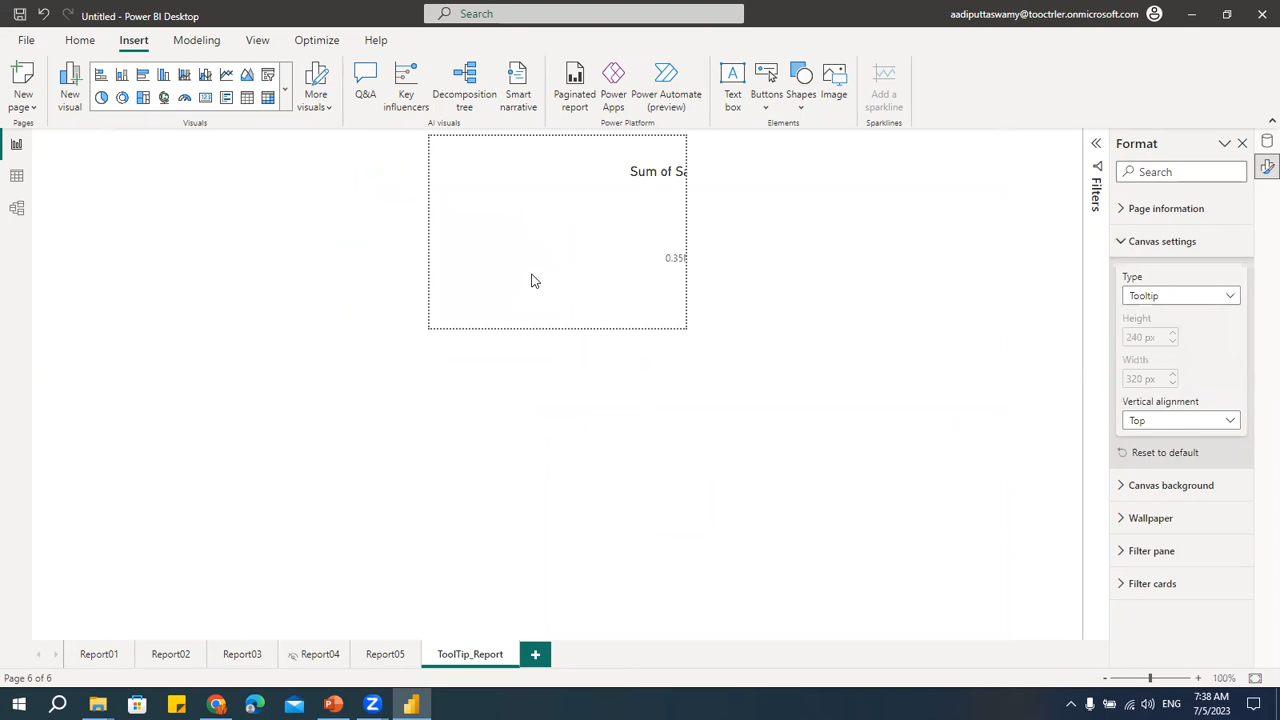 Untitled - Power BI Desktop
Search
aadiputtaswamy@tooctrler.onmicrosoft.com
File
Home
Insert
Modeling
View
Optimize
Help
New
page
New
visual
More
visuals
Q&A
Key
influencers
Decomposition
tree
Smart
narrative
Paginated
report
Power
Apps
Power Automate
(preview)
Text
box
Buttons
Shapes
Image
Add a
sparkline
Pages
Visuals
AI visuals
Power Platform
Elements
Sparklines
Sum of Sa
0.35
Filters
Format
Search
Page information
Canvas settings
Type
Tooltip
Height
240 px
Width
320 px
Vertical alignment
Top
Reset to default
Canvas background
Wallpaper
Filter pane
Filter cards
Report01
Report02
Report03
Report04
Report05
ToolTip_Report
Page 6 of 6
100%
ENG
7:38 AM
7/5/2023